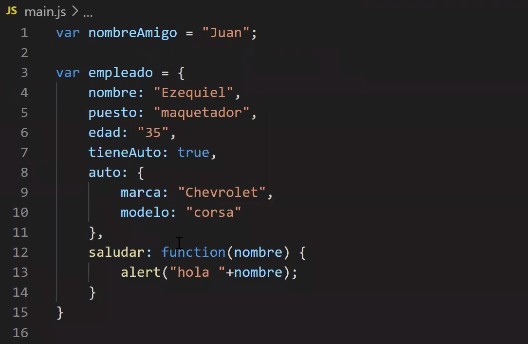 JS main.js > ...
1 var nombreAmigo = "Juan";
2
3 var empleado = {
4     nombre: "Ezequiel",
5     puesto: "maquetador",
6     edad: "35",
7     tieneAuto: true,
8     auto: {
9         marca: "Chevrolet",
10         modelo: "corsa"
11     },
12     saludar: function(nombre) {
13         alert("hola "+nombre);
14     }
15 }
16